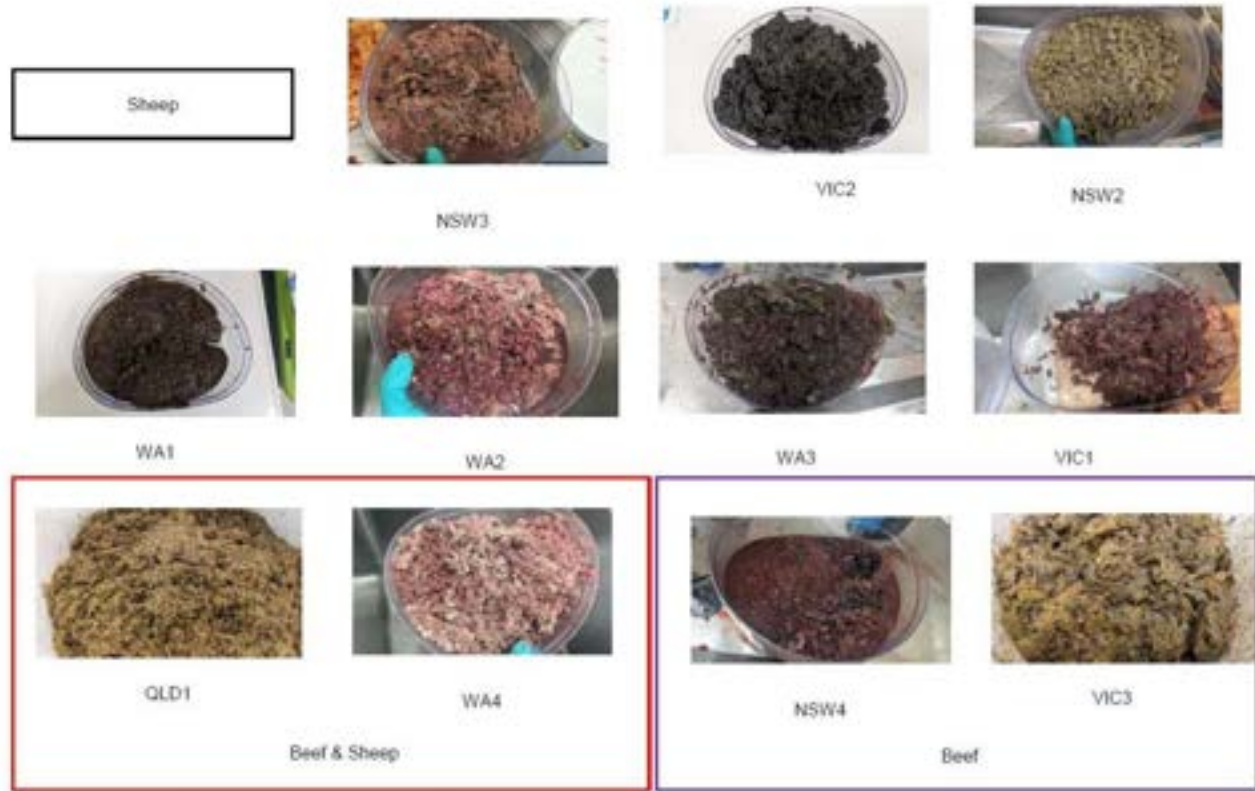 Sheep
NSW3
VIC2
NSW2
WA1
WA2
WA3
VIC1
QLD1
WA4
NSW4
VIC3
Beef & Sheep
Beef